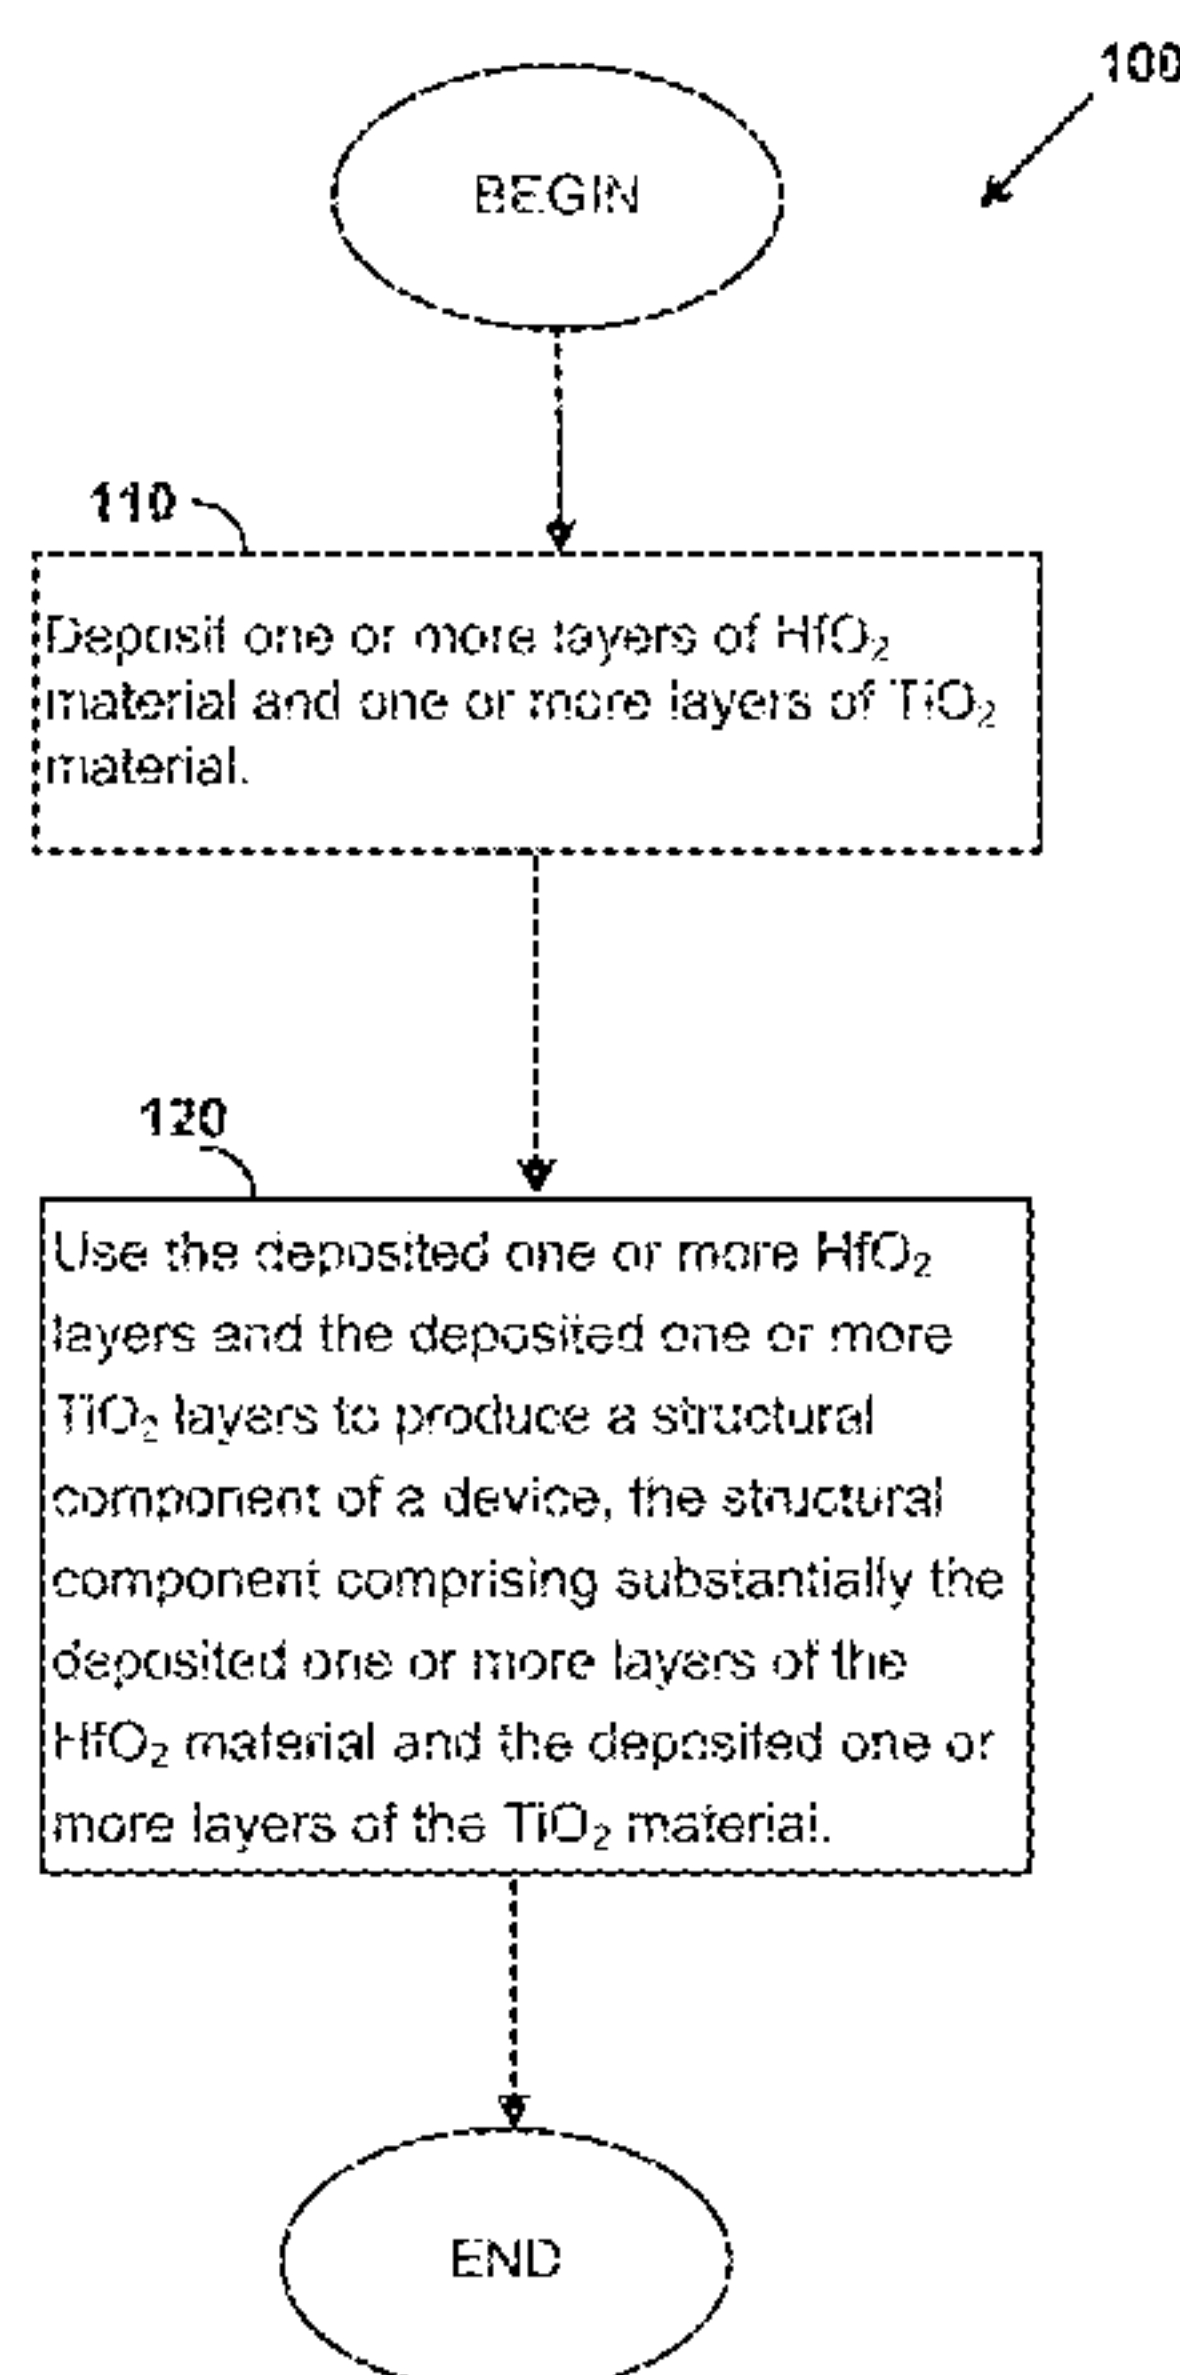 100
BEGIN
110
Deposit one or more layers of HfO₂
material and one or more layers of TiO₂
material.
120
Use the deposited one or more HfO₂
layers and the deposited one or more
TiO₂ layers to produce a structural
component of a device, the structural
component comprising substantially the
deposited one or more layers of the
HfO₂ material and the deposited one or
more layers of the TiO₂ material.
END